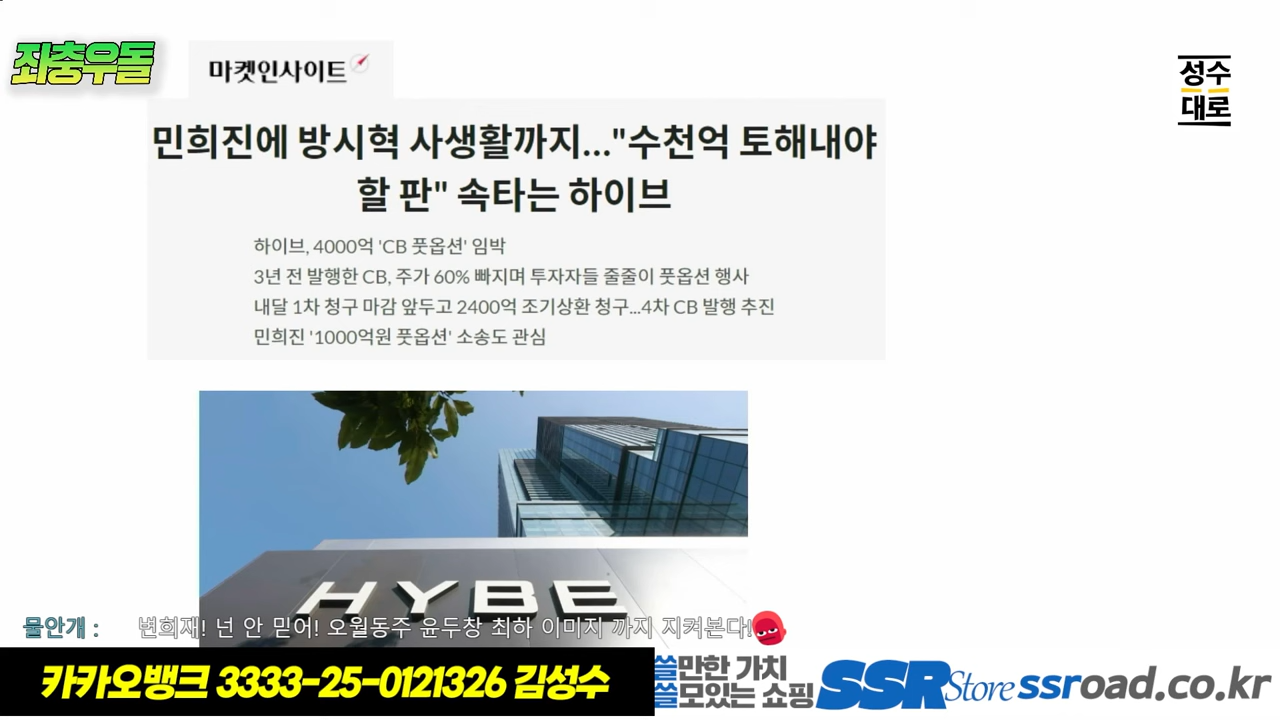 좌충우돌
마켓인사이트
성수
대로
민희진에 방시혁 사생활까지..."수천억 토해내야
할 판" 속타는 하이브
하이브, 4000억 'CB 풋옵션' 임박
3년 전 발행한 CB, 주가 60% 빠지며 투자자들 줄줄이 풋옵션 행사
내달 1차 청구 마감 앞두고 2400억 조기상환 청구...4차 CB 발행 추진
민희진 '1000억원 풋옵션' 소송도 관심
HYBE
물안개 : 변희재! 넌 안 믿어! 오월동주 윤두창 최하 이미지 까지 지켜본다!
카카오뱅크 3333-25-0121326 김성수
쓸만한 가치
쓸모있는 쇼핑
SSR Store ssroad.co.kr